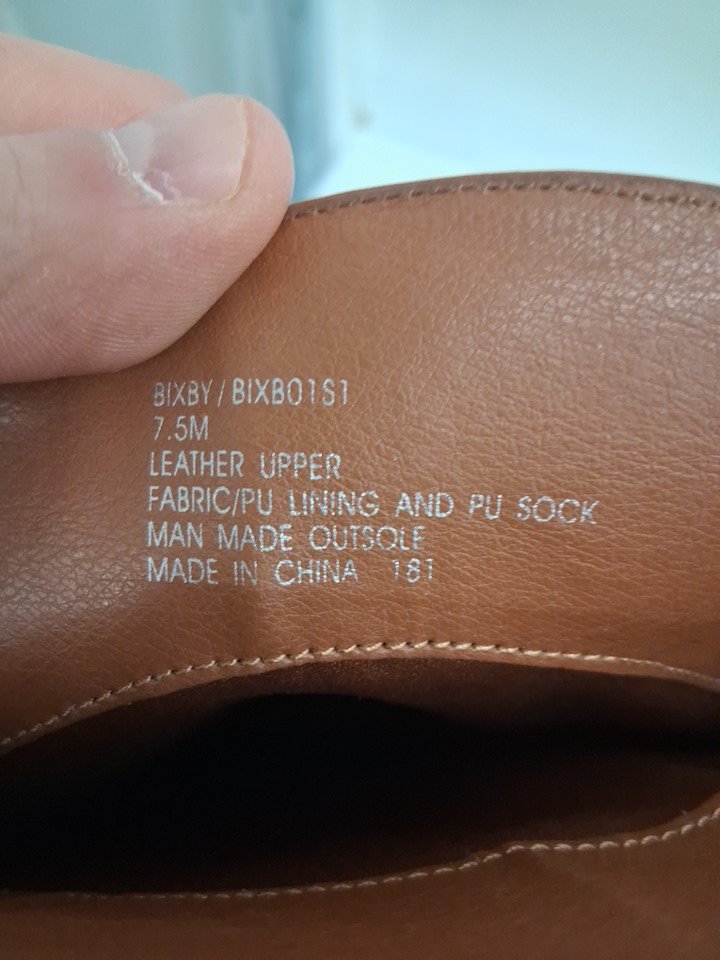 BIXBY / BIXB01S1
7.5M
LEATHER UPPER
FABRIC/PU LINING AND PU SOCK
MAN MADE OUTSOLE
MADE IN CHINA 181